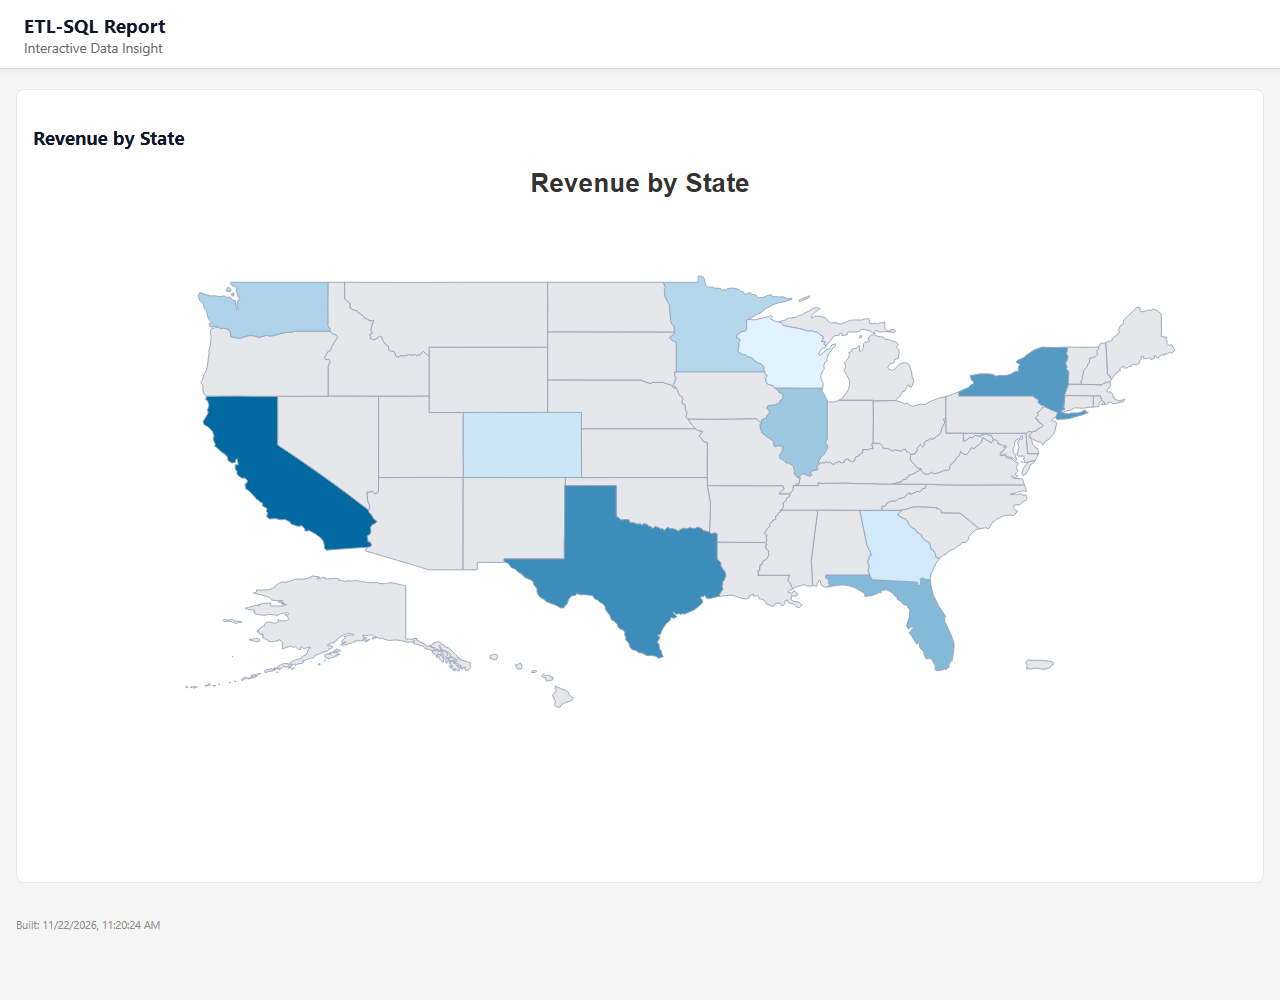 ETL-SQL Report
Interactive Data Insight
Revenue by State
Revenue by State
Built: 11/22/2026, 11:20:24 AM